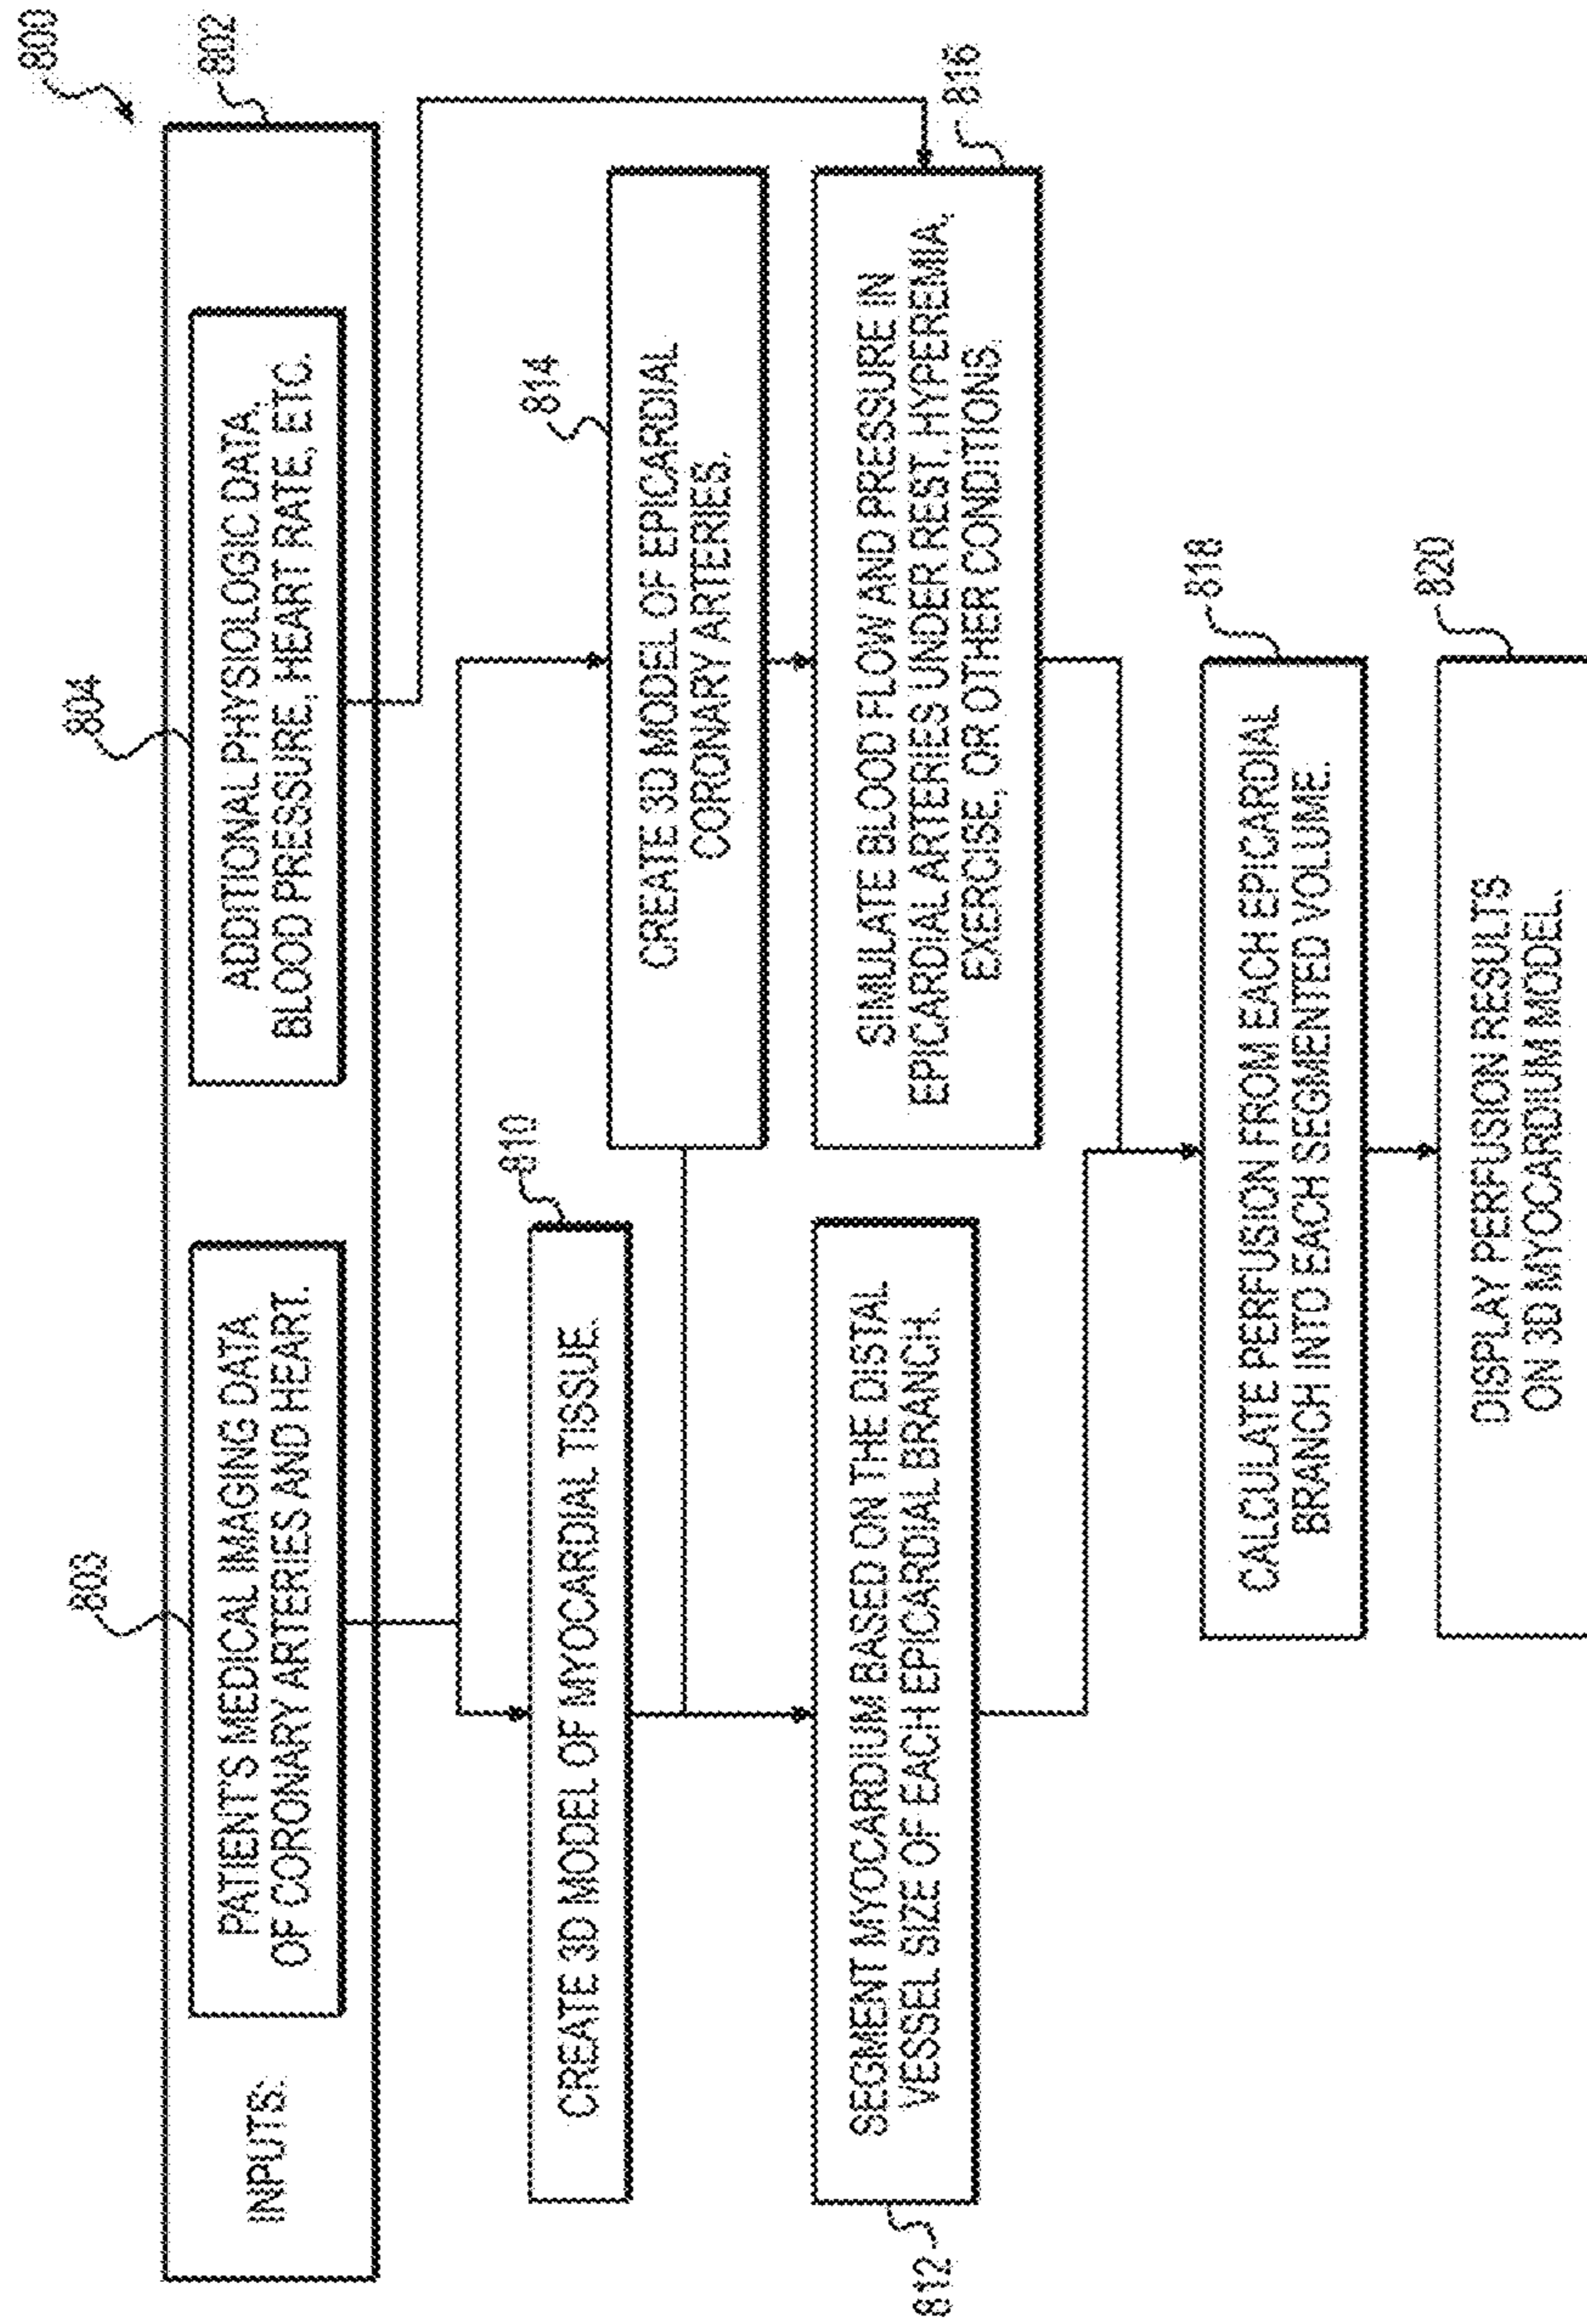 800
802
INPUTS:
803
PATIENT'S MEDICAL IMAGING DATA
OF CORONARY ARTERIES AND HEART.
804
ADDITIONAL PHYSIOLOGIC DATA,
BLOOD PRESSURE, HEART RATE, ETC.
810
CREATE 3D MODEL OF MYOCARDIAL TISSUE.
814
CREATE 3D MODEL OF EPICARDIAL
CORONARY ARTERIES.
812
SEGMENT MYOCARDIUM BASED ON THE DISTAL
VESSEL SIZE OF EACH EPICARDIAL BRANCH.
816
SIMULATE BLOOD FLOW AND PRESSURE IN
EPICARDIAL ARTERIES UNDER REST, HYPEREMIA,
EXERCISE, OR OTHER CONDITIONS.
818
CALCULATE PERFUSION FROM EACH EPICARDIAL
BRANCH INTO EACH SEGMENTED VOLUME.
820
DISPLAY PERFUSION RESULTS
ON 3D MYOCARDIUM MODEL.